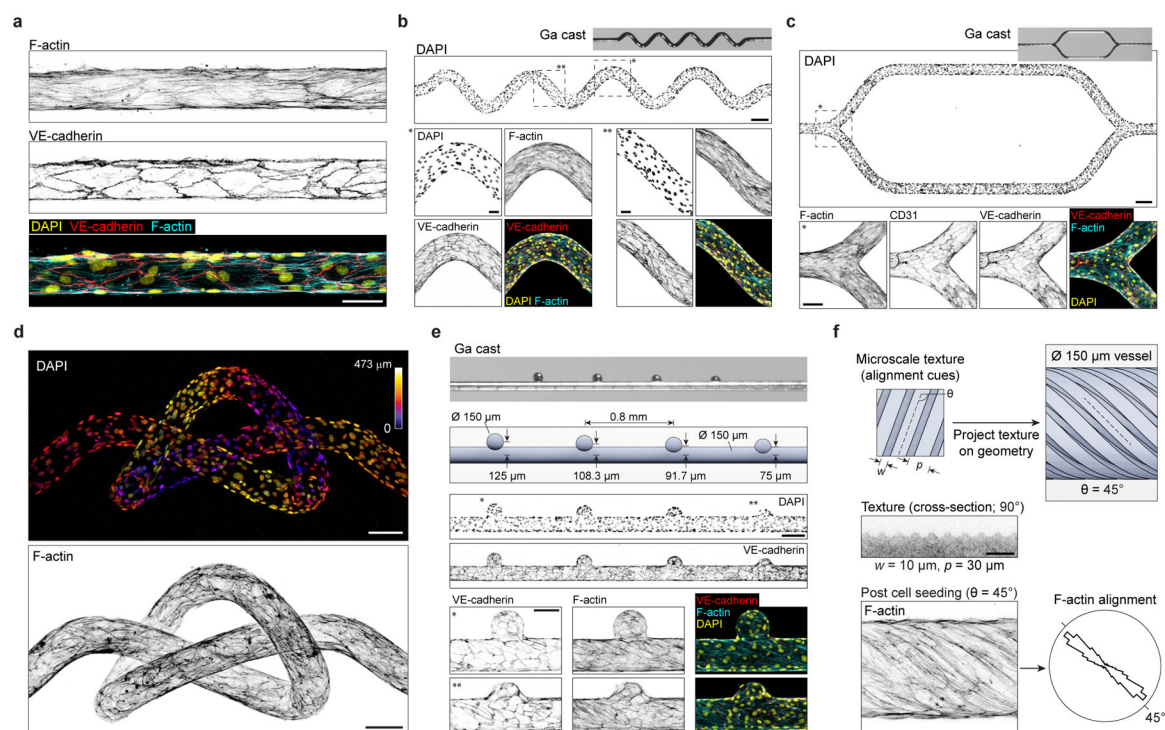 a
F-actin
VE-cadherin
DAPI VE-cadherin F-actin
b
Ga cast
DAPI
**
*
*
DAPI
F-actin
**
VE-cadherin
VE-cadherin
DAPI F-actin
c
Ga cast
DAPI
*
F-actin
*
CD31
VE-cadherin
VE-cadherin
F-actin
DAPI
d
DAPI
473 μm
0
F-actin
e
Ga cast
Ø 150 μm
0.8 mm
Ø 150 μm
125 μm
108.3 μm
91.7 μm
75 μm
*
**
DAPI
VE-cadherin
VE-cadherin
*
F-actin
VE-cadherin
F-actin
DAPI
**
f
Microscale texture
(alignment cues)
θ
w
p
Project texture
on geometry
Ø 150 μm vessel
θ = 45°
Texture (cross-section; 90°)
w = 10 μm, p = 30 μm
Post cell seeding (θ = 45°)
F-actin
F-actin alignment
45°